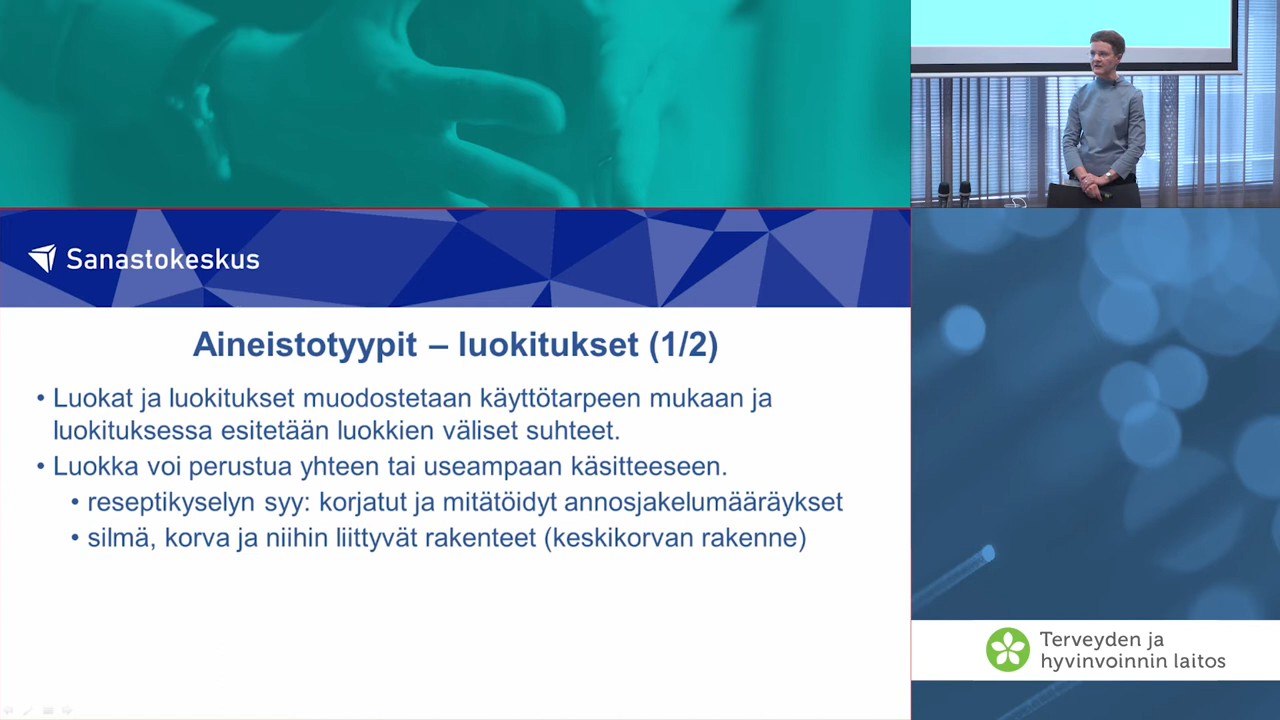 Sanastokeskus
Aineistotyypit – luokitukset (1/2)
• Luokat ja luokitukset muodostetaan käyttötarpeen mukaan ja
luokituksessa esitetään luokkien väliset suhteet.
• Luokka voi perustua yhteen tai useampaan käsitteeseen.
• reseptikyselyn syy: korjatut ja mitätöidyt annosjakelumääräykset
• silmä, korva ja niihin liittyvät rakenteet (keskikorvan rakenne)
Terveyden ja
hyvinvoinnin laitos